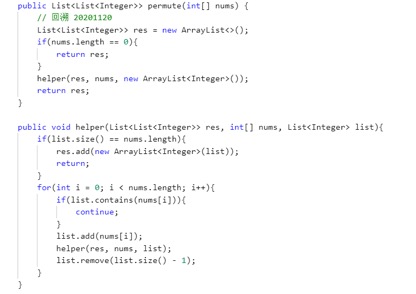 public List<List<Integer>> permute(int[] nums) {
    // 回溯 20201120
    List<List<Integer>> res = new ArrayList<>();
    if(nums.length == 0){
        return res;
    }
    helper(res, nums, new ArrayList<Integer>());
    return res;
}

public void helper(List<List<Integer>> res, int[] nums, List<Integer> list){
    if(list.size() == nums.length){
        res.add(new ArrayList<Integer>(list));
        return;
    }
    for(int i = 0; i < nums.length; i++){
        if(list.contains(nums[i])){
            continue;
        }
        list.add(nums[i]);
        helper(res, nums, list);
        list.remove(list.size() - 1);
    }
}